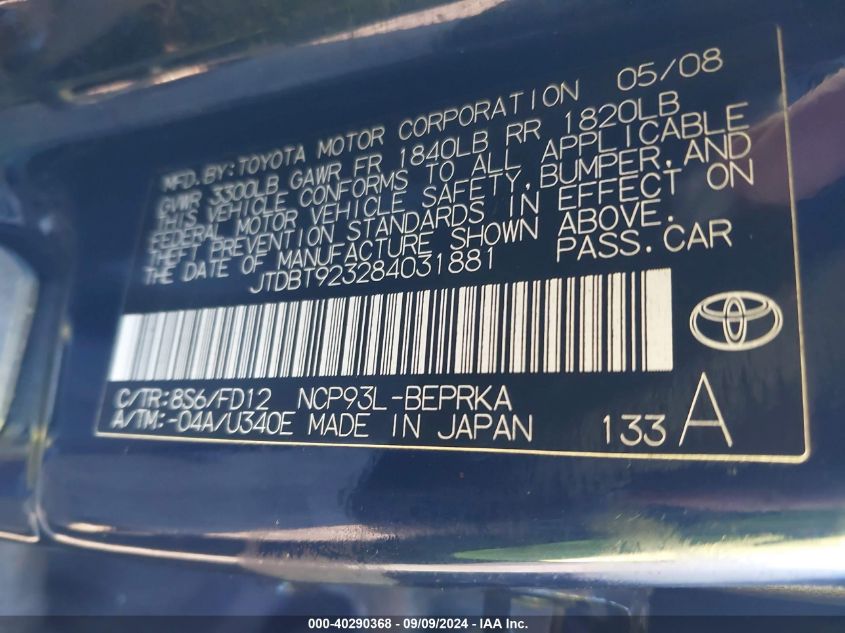 MFD.BY:TOYOTA MOTOR CORPORATION 05/08
GVWR 3300LB GAWR FR 1840LB RR 1820LB
THIS VEHICLE CONFORMS TO ALL APPLICABLE
FEDERAL MOTOR VEHICLE SAFETY,BUMPER,AND
THEFT PREVENTION STANDARDS IN EFFECT ON
THE DATE OF MANUFACTURE SHOWN ABOVE.
JTDBT923284031881 PASS.CAR
C/TR:8S6/FD12 NCP93L-BEPRKA
A/TM:-04A/U340E MADE IN JAPAN 133 A
000-40290368 - 09/09/2024 - IAA Inc.